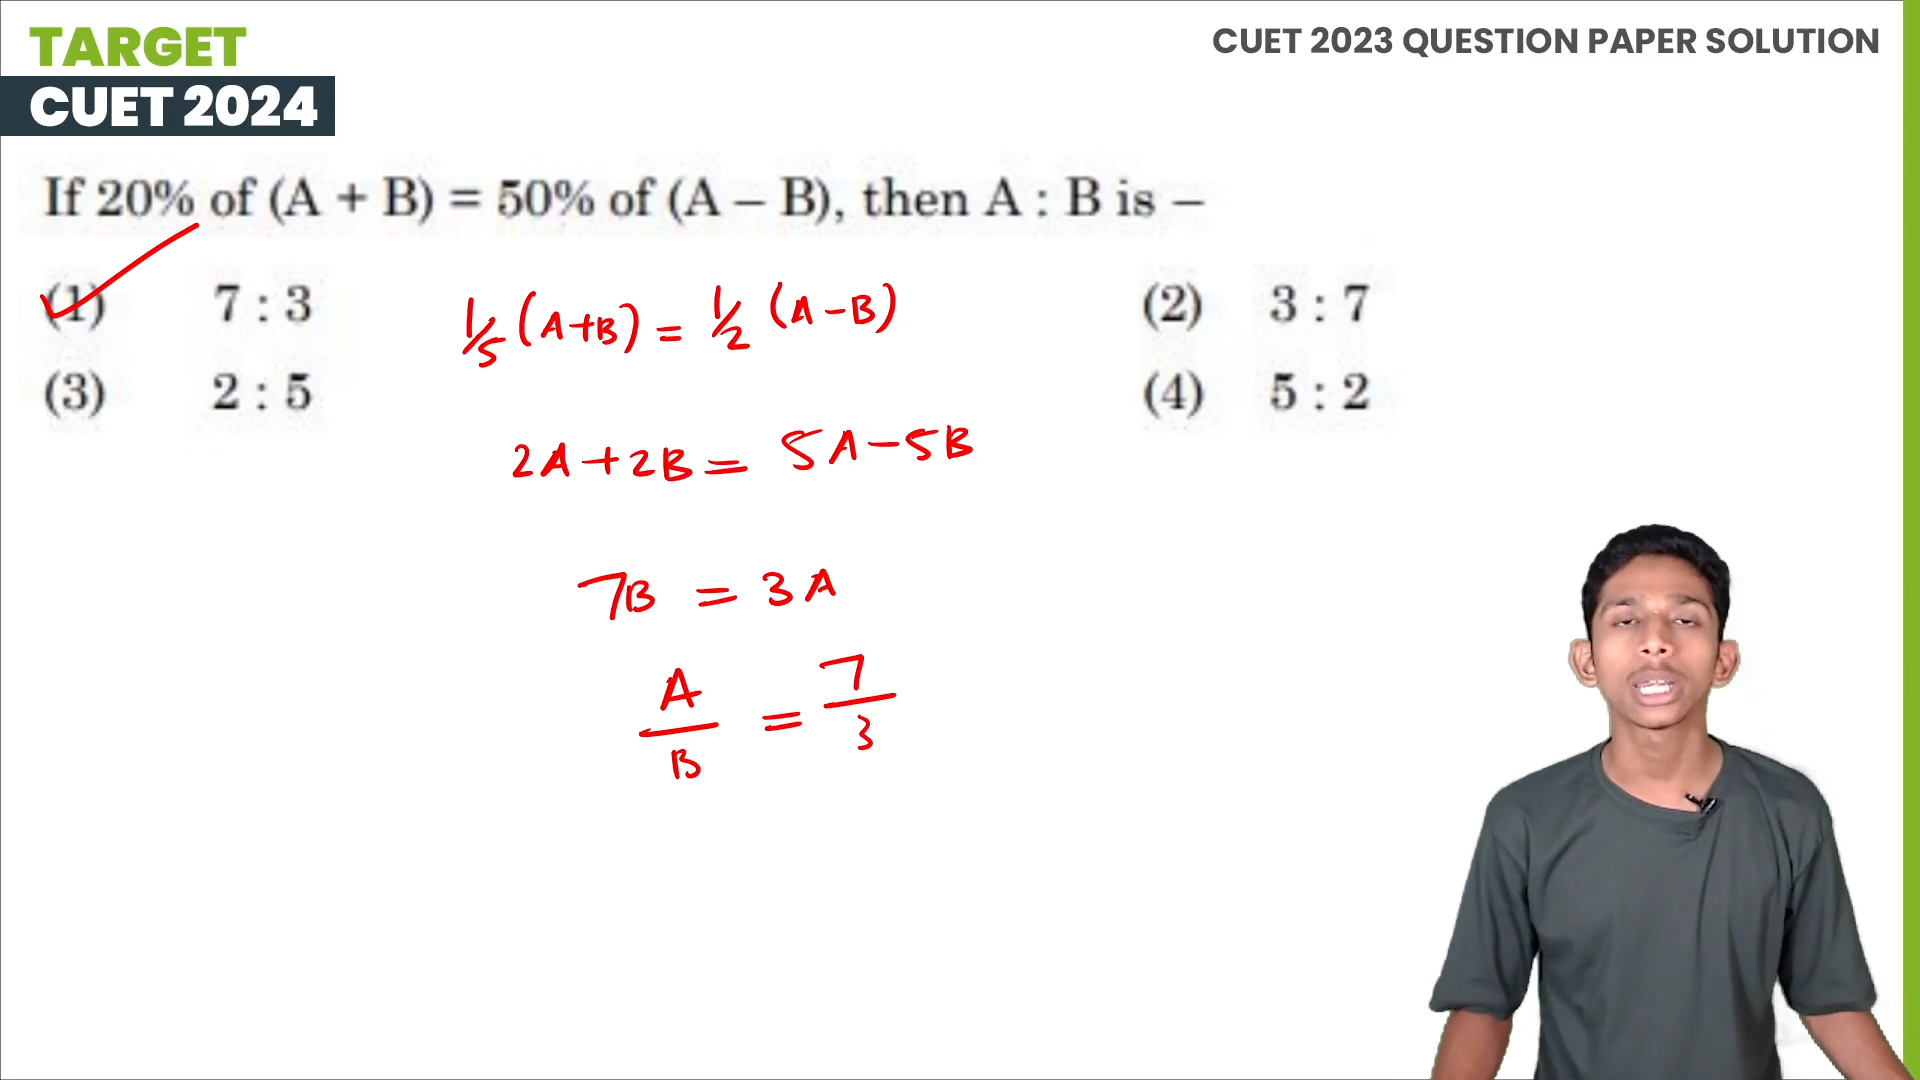 TARGET
CUET 2024
CUET 2023 QUESTION PAPER SOLUTION
If 20% of (A + B) = 50% of (A – B), then A : B is –
(1) 7 : 3
(2) 3 : 7
(3) 2 : 5
(4) 5 : 2
1/5 (A+B) = 1/2 (A-B)
2A+2B = 5A-5B
7B = 3A
A/B = 7/3